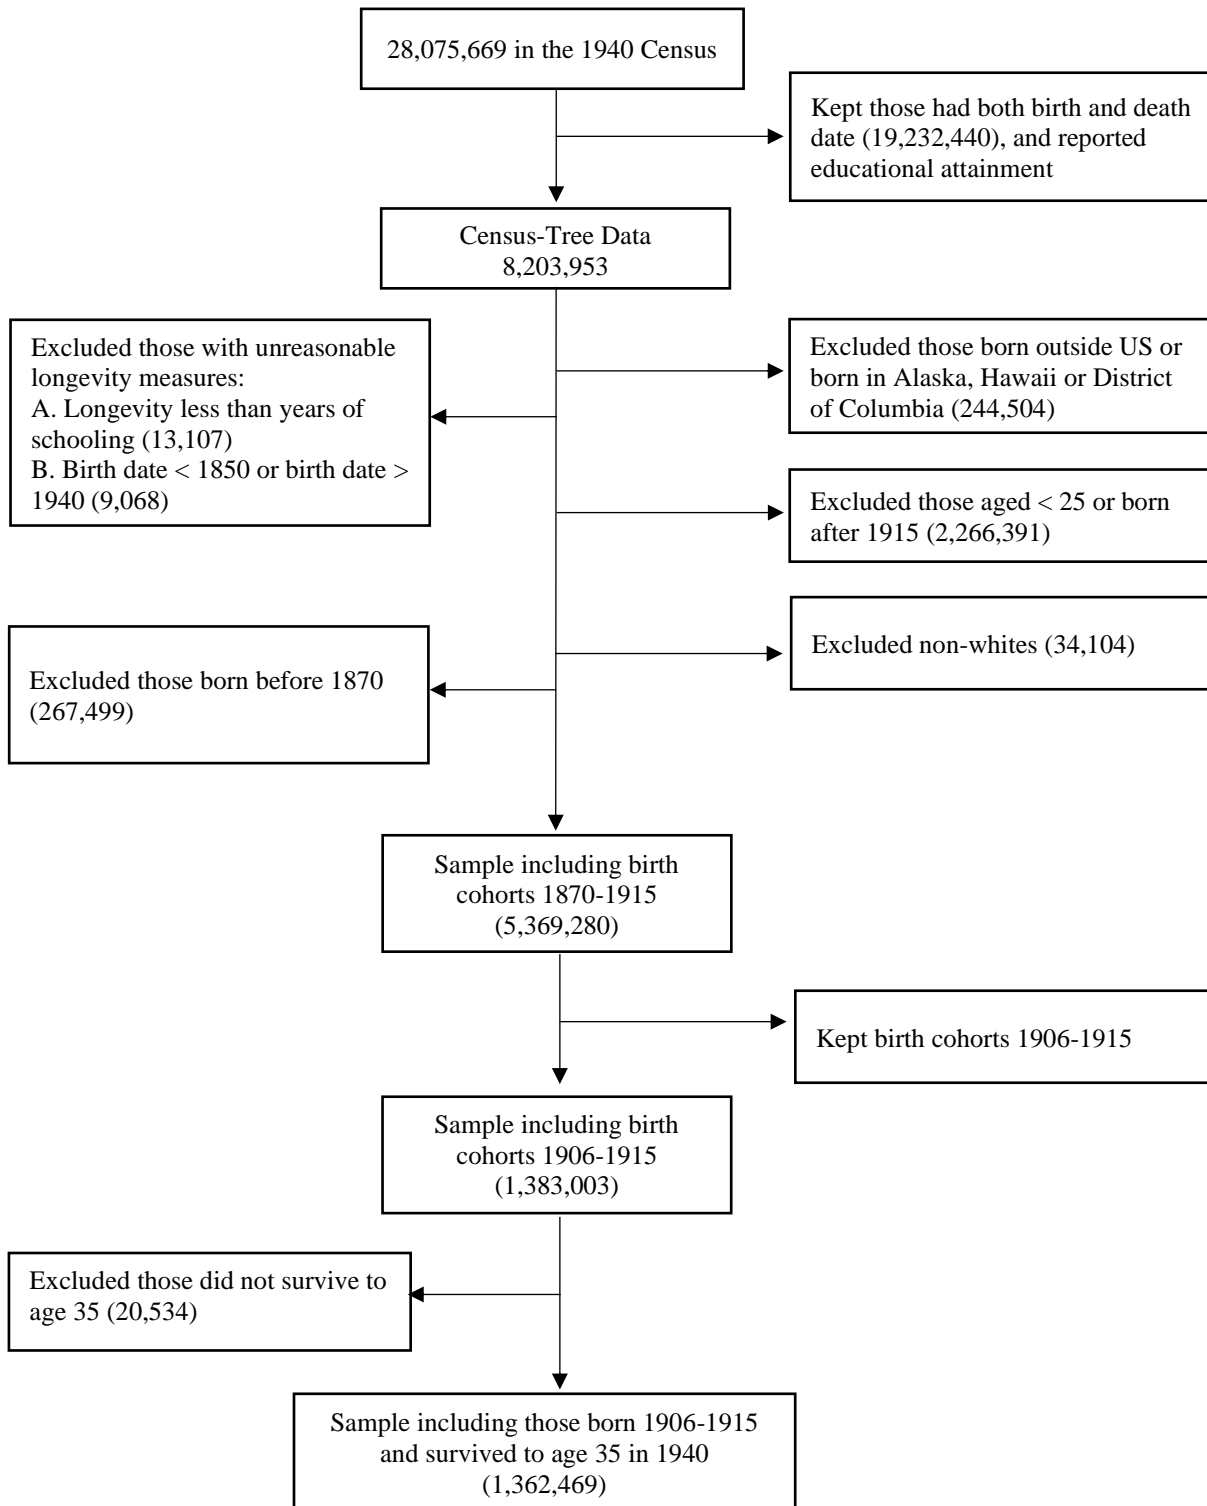 28,075,669 in the 1940 Census
Kept those had both birth and death
date (19,232,440), and reported
educational attainment
Census-Tree Data
8,203,953
Excluded those with unreasonable
longevity measures:
A. Longevity less than years of
schooling (13,107)
B. Birth date < 1850 or birth date >
1940 (9,068)
Excluded those born outside US or
born in Alaska, Hawaii or District
of Columbia (244,504)
Excluded those aged < 25 or born
after 1915 (2,266,391)
Excluded non-whites (34,104)
Excluded those born before 1870
(267,499)
Sample including birth
cohorts 1870-1915
(5,369,280)
Kept birth cohorts 1906-1915
Sample including birth
cohorts 1906-1915
(1,383,003)
Excluded those did not survive to
age 35 (20,534)
Sample including those born 1906-1915
and survived to age 35 in 1940
(1,362,469)